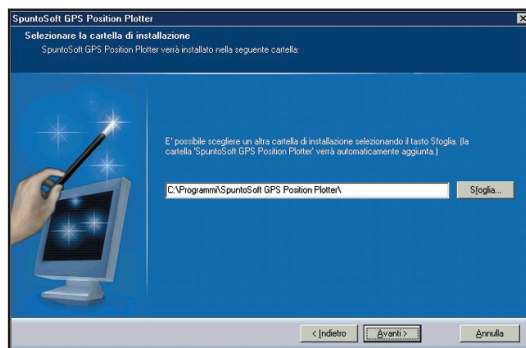 SpuntoSoft GPS Position Plotter
Selezionare la cartella di installazione
SpuntoSoft GPS Position Plotter verrà installato nella seguente cartella:
E' possibile scegliere un altra cartella di installazione selezionando il tasto Sfoglia. (la
cartella 'SpuntoSoft GPS Position Plotter' verrà automaticamente aggiunta.)
C:\Programmi\SpuntoSoft GPS Position Plotter\
Sfoglia...
< Indietro
Avanti >
Annulla